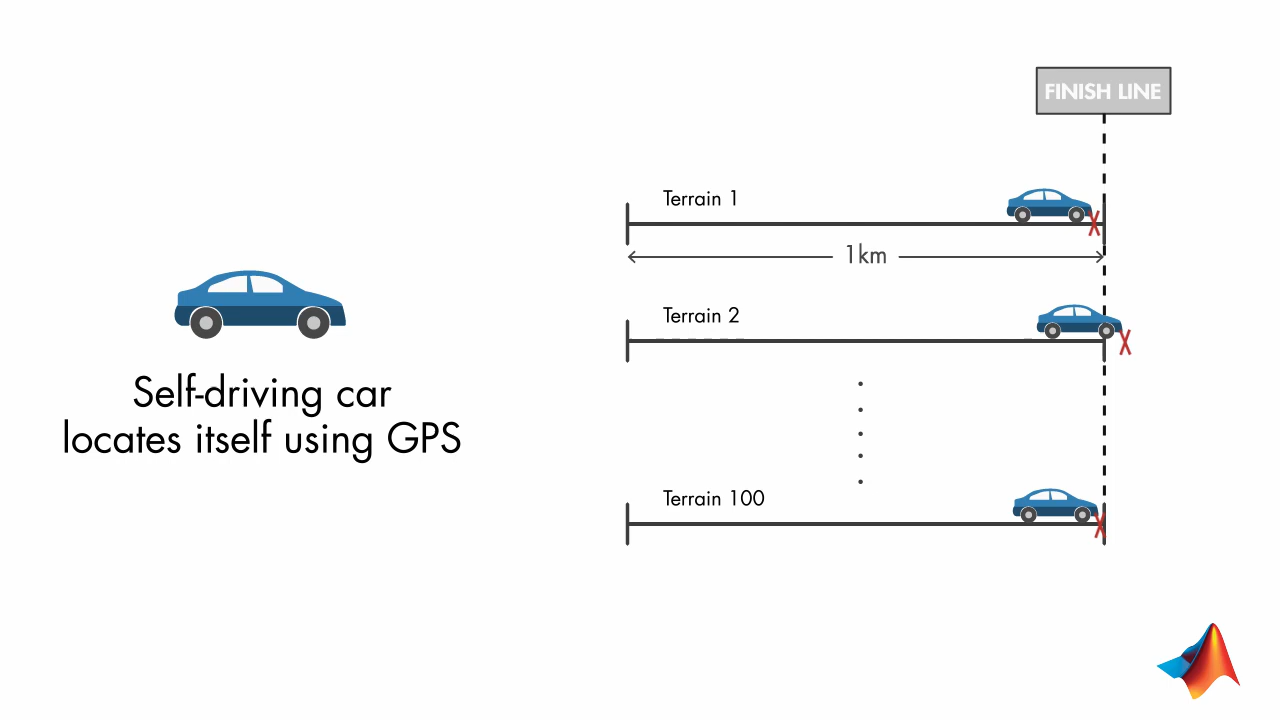 FINISH LINE
Terrain 1
1km
Terrain 2
Self-driving car
locates itself using GPS
Terrain 100